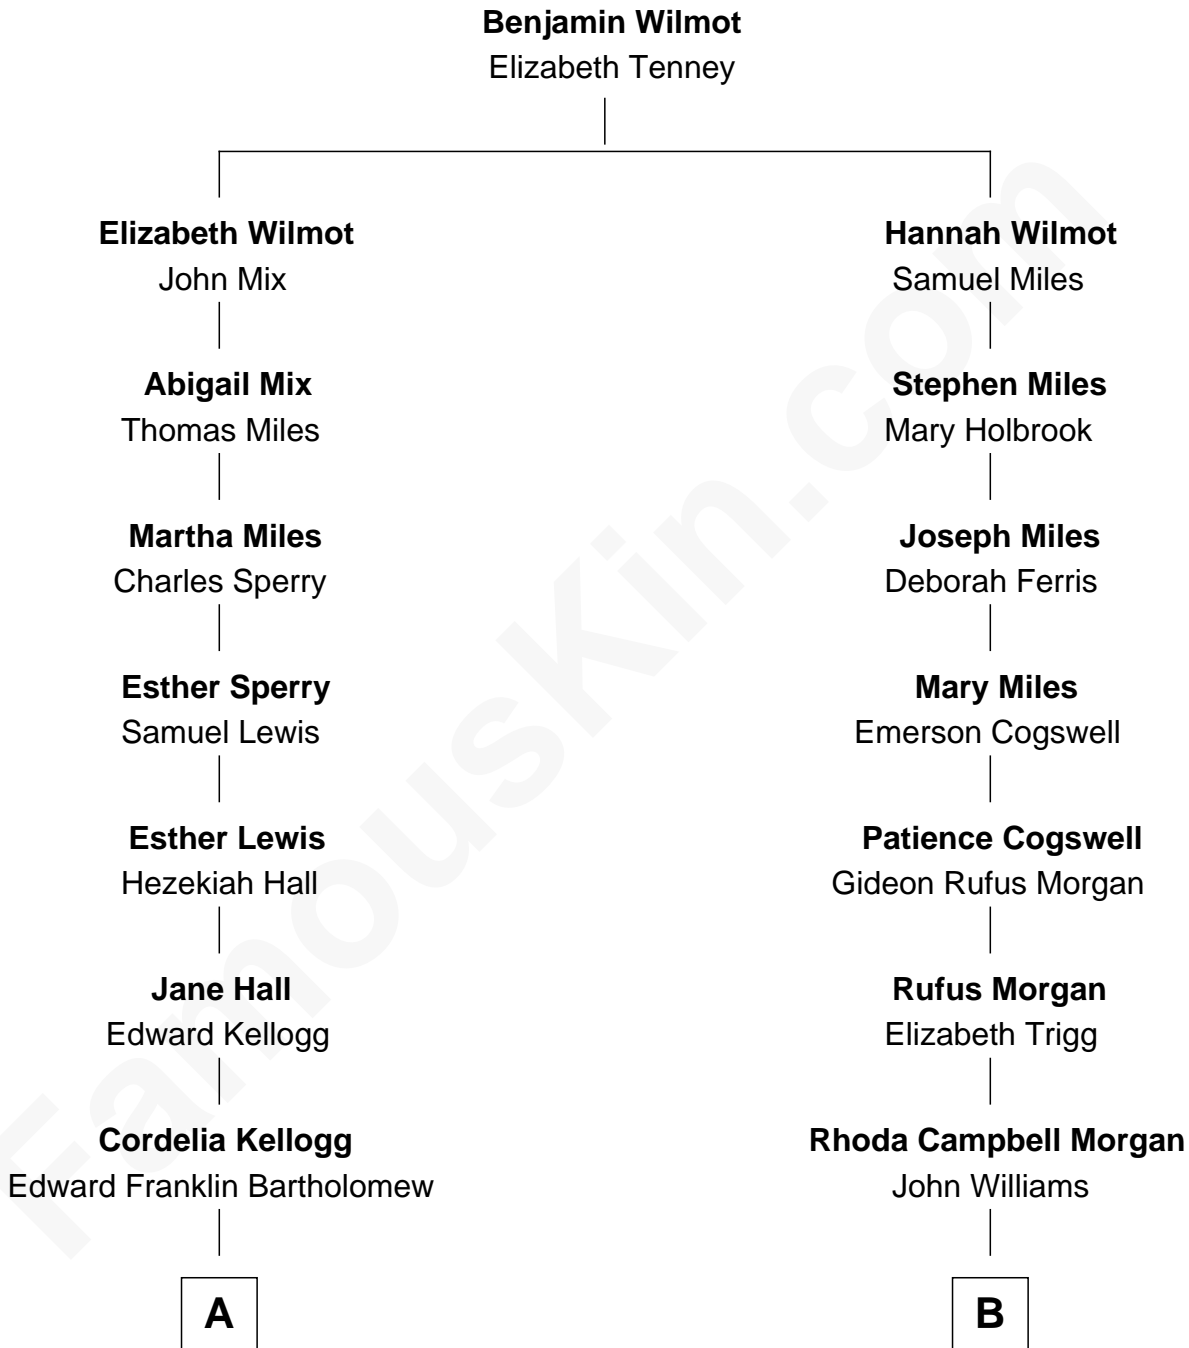 Benjamin Wilmot
Elizabeth Tenney
Elizabeth Wilmot
John Mix
Hannah Wilmot
Samuel Miles
Abigail Mix
Thomas Miles
Stephen Miles
Mary Holbrook
Martha Miles
Charles Sperry
Joseph Miles
Deborah Ferris
Esther Sperry
Samuel Lewis
Mary Miles
Emerson Cogswell
Esther Lewis
Hezekiah Hall
Patience Cogswell
Gideon Rufus Morgan
Jane Hall
Edward Kellogg
Rufus Morgan
Elizabeth Trigg
Cordelia Kellogg
Edward Franklin Bartholomew
Rhoda Campbell Morgan
John Williams
A
B
FamousKin.com